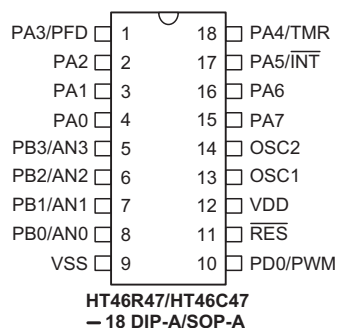 PA3/PFD 1 18 PA4/TMR
PA2 2 17 PA5/INT
PA1 3 16 PA6
PA0 4 15 PA7
PB3/AN3 5 14 OSC2
PB2/AN2 6 13 OSC1
PB1/AN1 7 12 VDD
PB0/AN0 8 11 RES
VSS 9 10 PD0/PWM
HT46R47/HT46C47
– 18 DIP-A/SOP-A